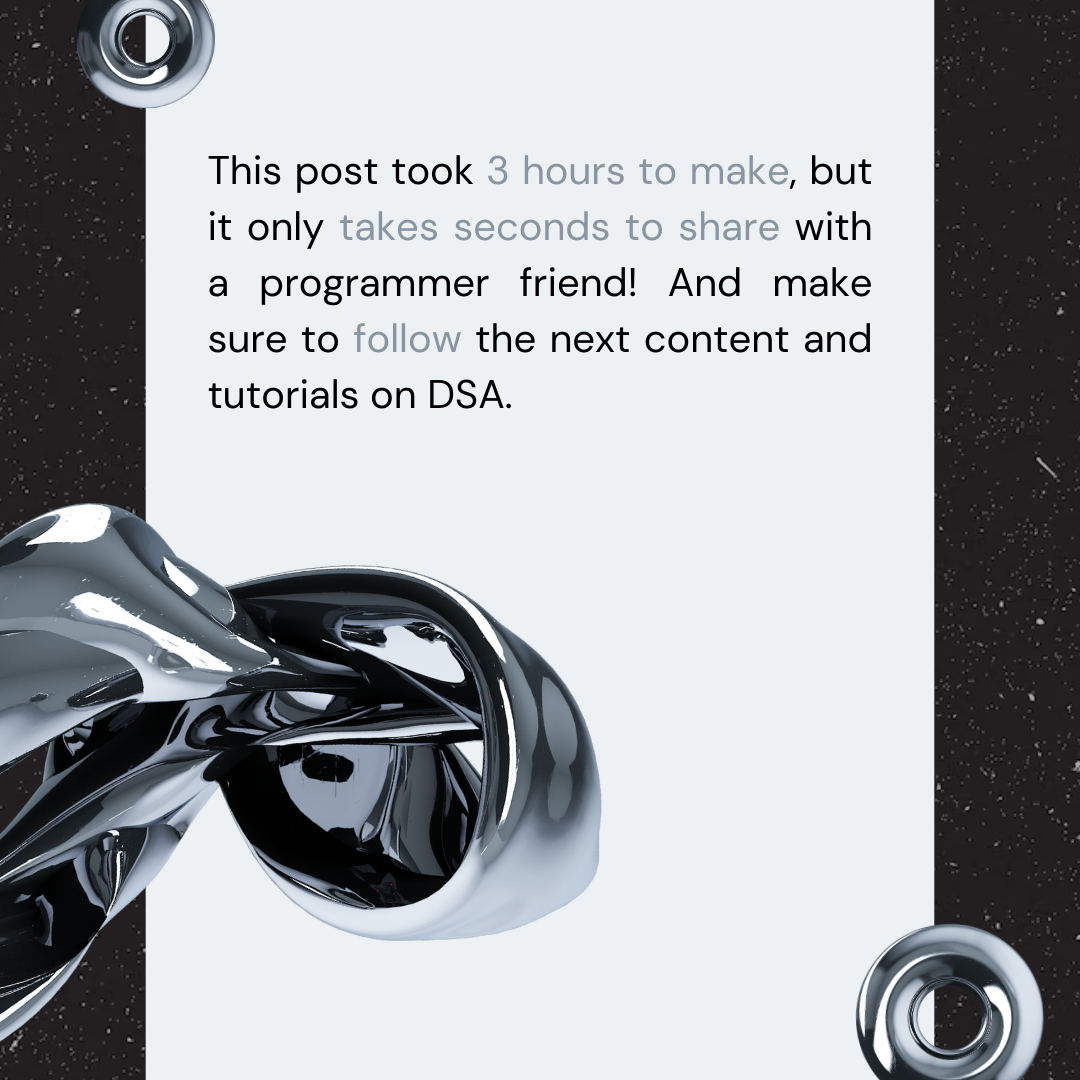 This post took 3 hours to make, but
it only takes seconds to share with
a programmer friend! And make
sure to follow the next content and
tutorials on DSA.